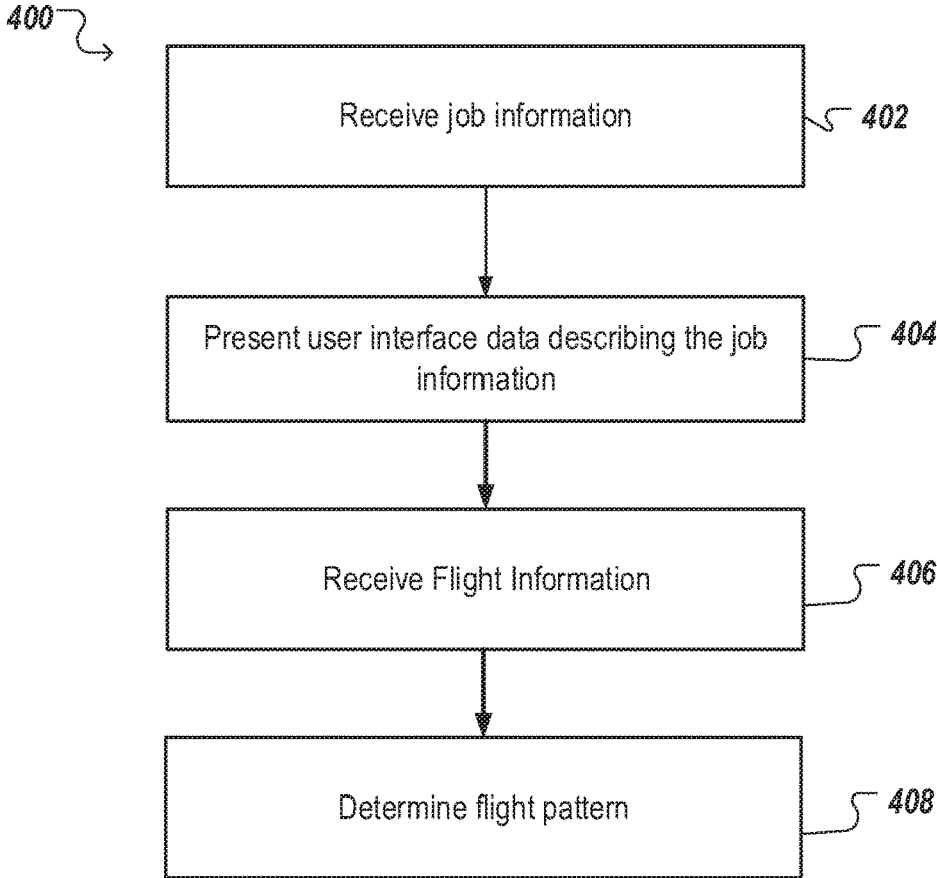 400
Receive job information
402
Present user interface data describing the job
information
404
Receive Flight Information
406
Determine flight pattern
408